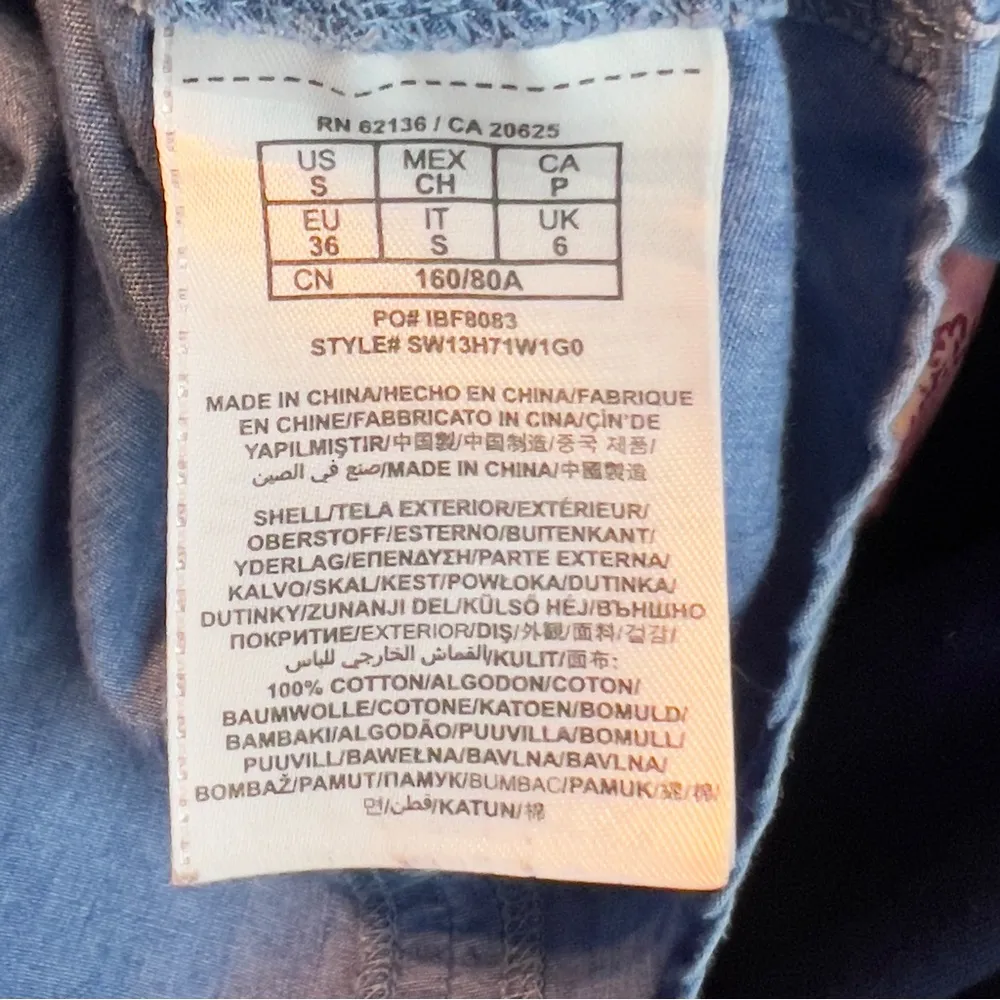 RN 62136 / CA 20625
US MEX CA
S CH P
EU IT UK
36 S 6
CN 160/80A
PO# IBF8083
STYLE# SW13H71W1G0
MADE IN CHINA/HECHO EN CHINA/FABRIQUE
EN CHINE/FABBRICATO IN CINA/ÇİN'DE
YAPILMIŞTIR/中国製/中国制造/중국 제품/
صنع في الصين/MADE IN CHINA/中國製造
SHELL/TELA EXTERIOR/EXTÉRIEUR/
OBERSTOFF/ESTERNO/BUITENKANT/
YDERLAG/ΕΠΕΝΔΥΣΗ/PARTE EXTERNA/
KALVO/SKAL/KEST/POWŁOKA/DUTINKA/
DUTINKY/ZUNANJI DEL/KÜLSŐ HÉJ/ВЪНШНО
ПОКРИТИЕ/EXTERIOR/DIŞ/外観/面料/겉감/
القماش الخارجي للباس/KULIT/面布:
100% COTTON/ALGODON/COTON/
BAUMWOLLE/COTONE/KATOEN/BOMULD/
BAMBAKI/ALGODÃO/PUUVILLA/BOMULL/
PUUVILL/BAWEŁNA/BAVLNA/BAVLNA/
BOMBAŽ/PAMUT/ПАМУК/BUMBAC/PAMUK/綿/棉/
면/قطن/KATUN/棉